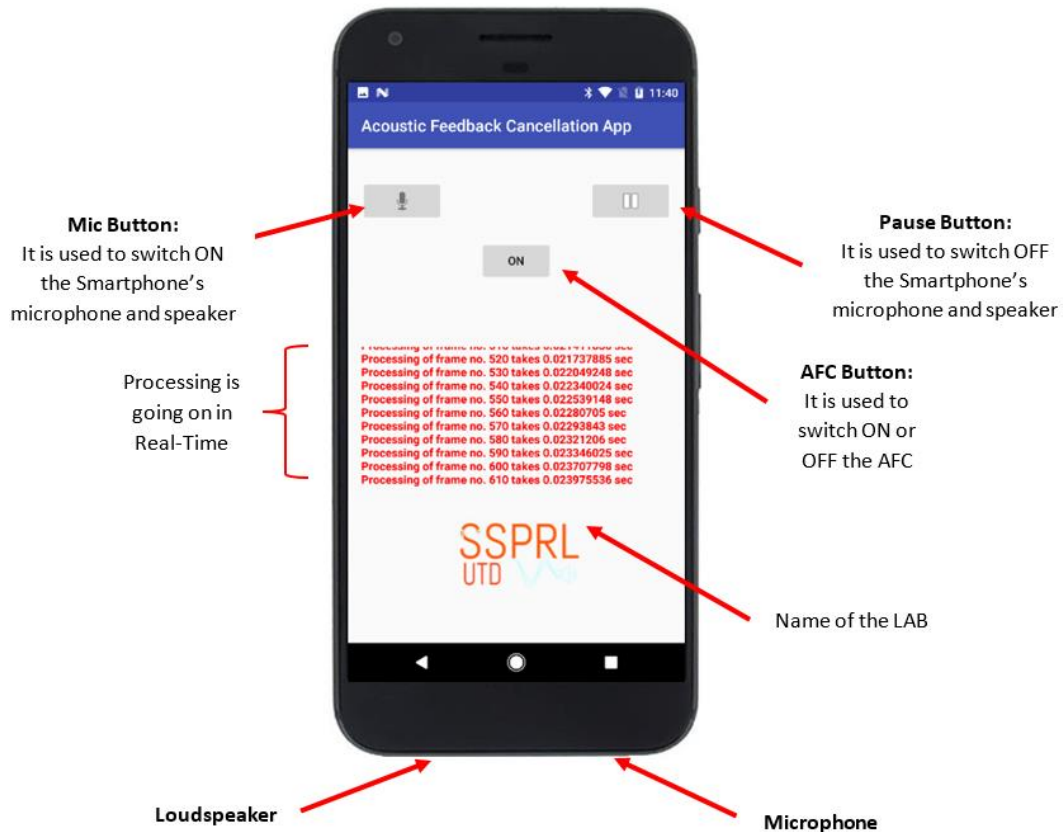 11:40
Acoustic Feedback Cancellation App
Mic Button:
It is used to switch ON
the Smartphone's
microphone and speaker
Pause Button:
It is used to switch OFF
the Smartphone's
microphone and speaker
ON
Processing is
going on in
Real-Time
Processing of frame no. 520 takes 0.021737885 sec
Processing of frame no. 530 takes 0.022049248 sec
Processing of frame no. 540 takes 0.022340024 sec
Processing of frame no. 550 takes 0.022539148 sec
Processing of frame no. 560 takes 0.02280705 sec
Processing of frame no. 570 takes 0.02293843 sec
Processing of frame no. 580 takes 0.02321206 sec
Processing of frame no. 590 takes 0.023346025 sec
Processing of frame no. 600 takes 0.023707798 sec
Processing of frame no. 610 takes 0.023975536 sec
AFC Button:
It is used to
switch ON or
OFF the AFC
SSPRL
UTD
Name of the LAB
Loudspeaker
Microphone